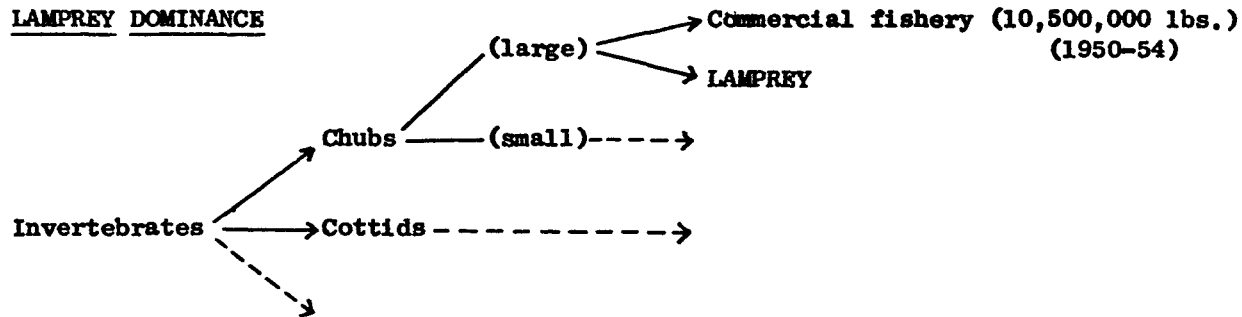 LAMPREY DOMINANCE
Commercial fishery (10,500,000 lbs.)
(large)
(1950-54)
LAMPREY
Chubs
(small)
Invertebrates
Cottids